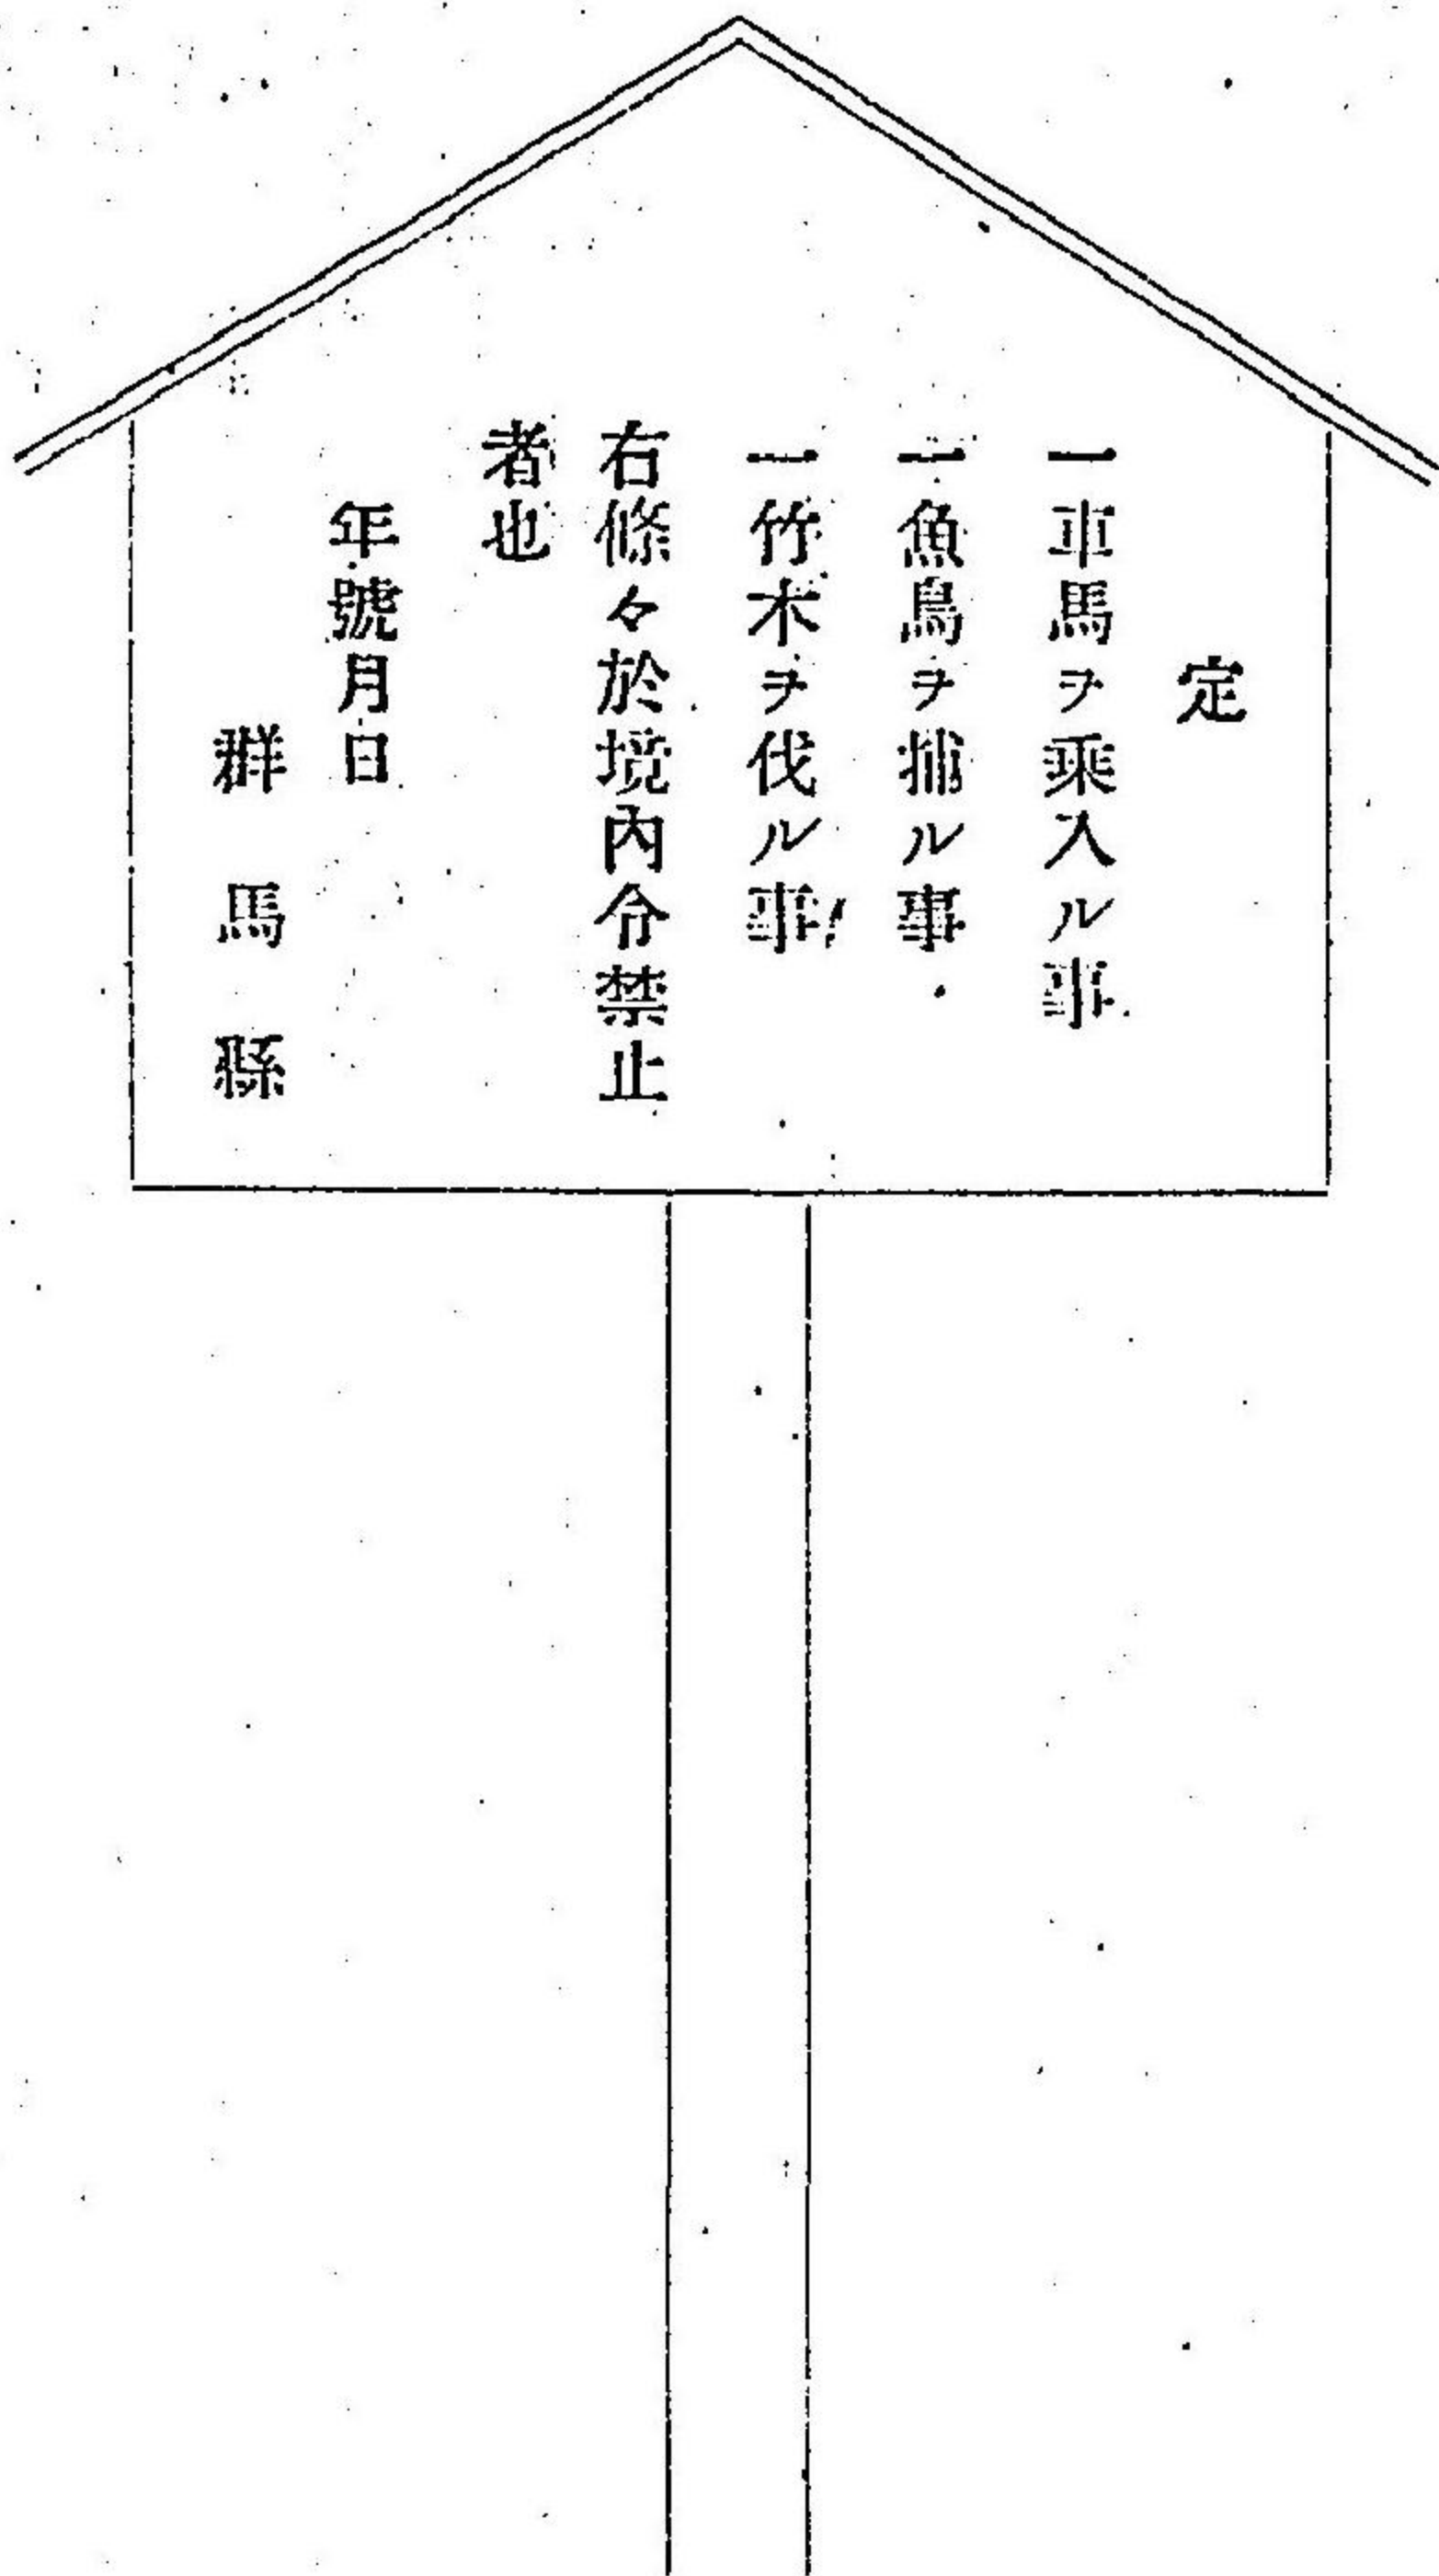 定
一車馬ヲ乘入ル事
一魚鳥ヲ捕ル事
一竹木ヲ伐ル事
右條々於境內令禁止
者也
年號月日
群馬縣